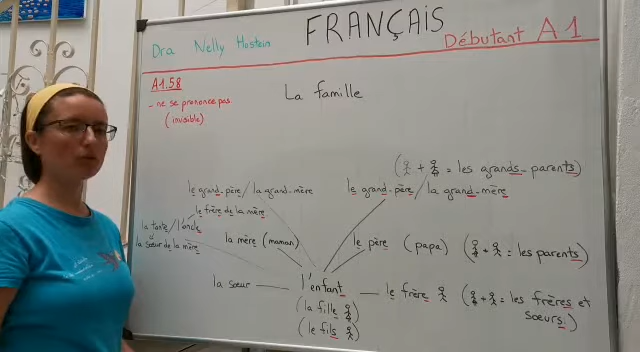 FRANÇAIS
Dra Nelly Hustein
Débutant A1
A1.58
- ne se prononce pas
(invisible)
La famille
( + = les grands-parents)
le grand-père / la grand-mère
le grand-père / la grand-mère
le frère de la mère
la tante / l'oncle
la sœur de la mère
la mère (maman)
le père (papa)
( + = les parents)
la sœur
l'enfant
le frère
( + = les frères et
sœurs.)
(la fille )
(le fils )